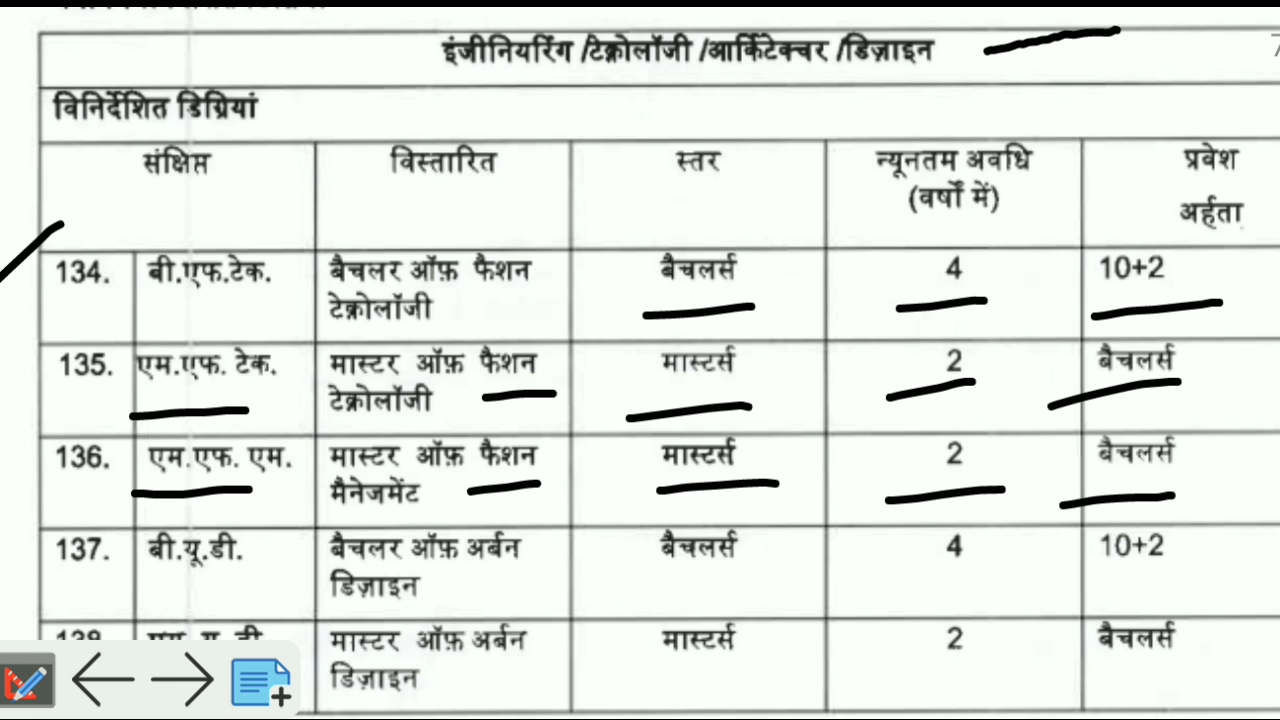 इंजीनियरिंग /टेक्नोलॉजी /आर्किटेक्चर /डिज़ाइन
विनिर्देशित डिग्रियां
संक्षिप्त विस्तारित स्तर न्यूनतम अवधि (वर्षों में) प्रवेश अर्हता
134. बी.एफ.टेक. बैचलर ऑफ़ फैशन टेक्नोलॉजी बैचलर्स 4 10+2
135. एम.एफ. टेक. मास्टर ऑफ़ फैशन टेक्नोलॉजी मास्टर्स 2 बैचलर्स
136. एम.एफ. एम. मास्टर ऑफ़ फैशन मैनेजमेंट मास्टर्स 2 बैचलर्स
137. बी.यू.डी. बैचलर ऑफ़ अर्बन डिज़ाइन बैचलर्स 4 10+2
मास्टर ऑफ़ अर्बन डिज़ाइन मास्टर्स 2 बैचलर्स